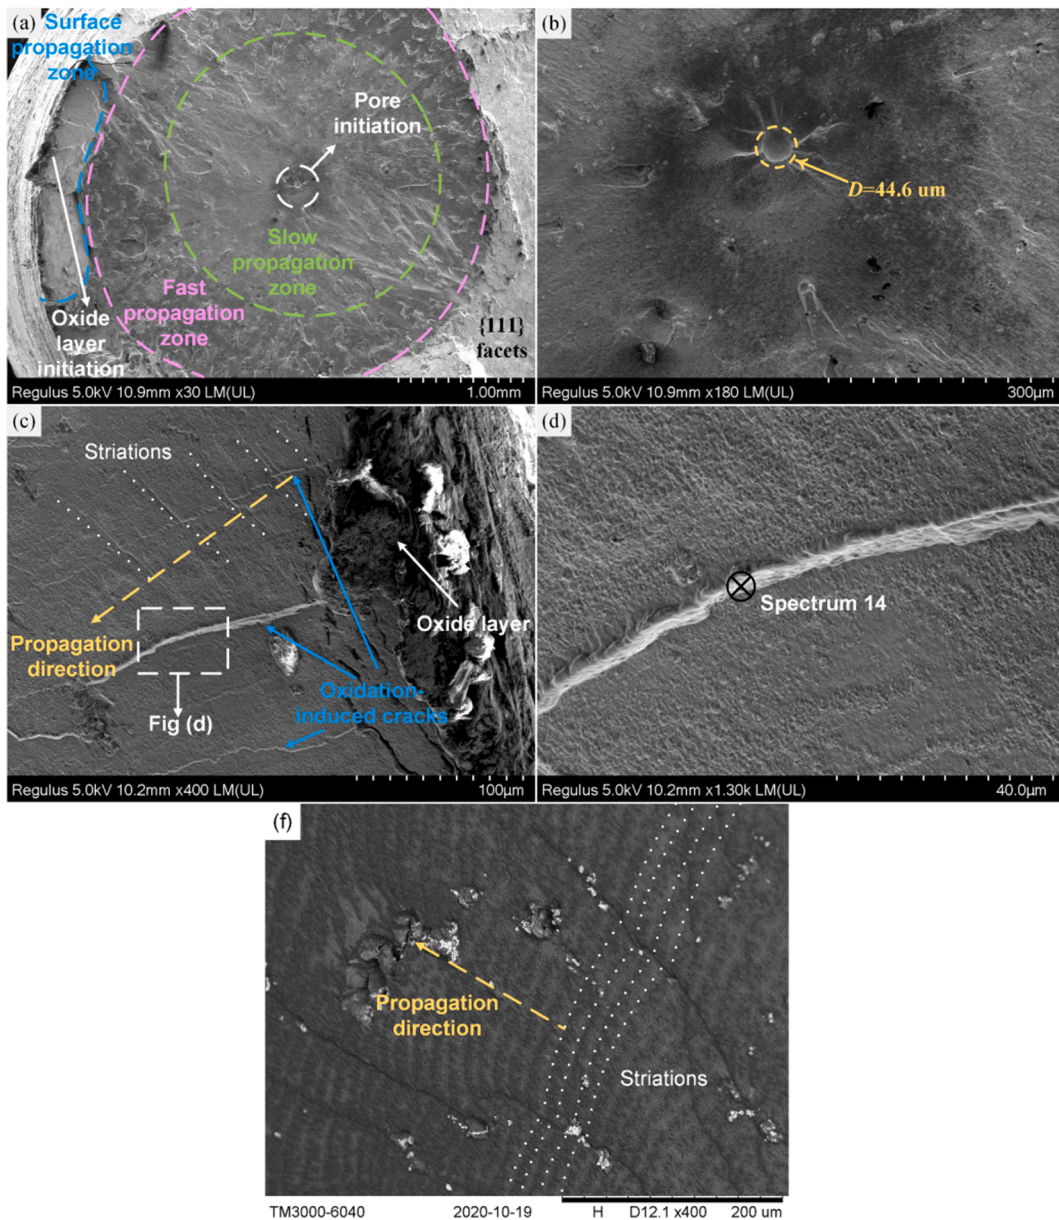 (a)
Surface
propagation
zone
Pore
initiation
Slow
propagation
zone
Fast
propagation
zone
Oxide
layer
initiation
{111}
facets
Regulus 5.0kV 10.9mm x30 LM(UL)
1.00mm
(b)
D=44.6 um
Regulus 5.0kV 10.9mm x180 LM(UL)
300μm
(c)
Striations
Propagation
direction
Fig (d)
Oxide layer
Oxidation-
induced cracks
Regulus 5.0kV 10.2mm x400 LM(UL)
100μm
(d)
Spectrum 14
Regulus 5.0kV 10.2mm x1.30k LM(UL)
40.0μm
(f)
Propagation
direction
Striations
TM3000-6040 2020-10-19 H D12.1 x400 200 um